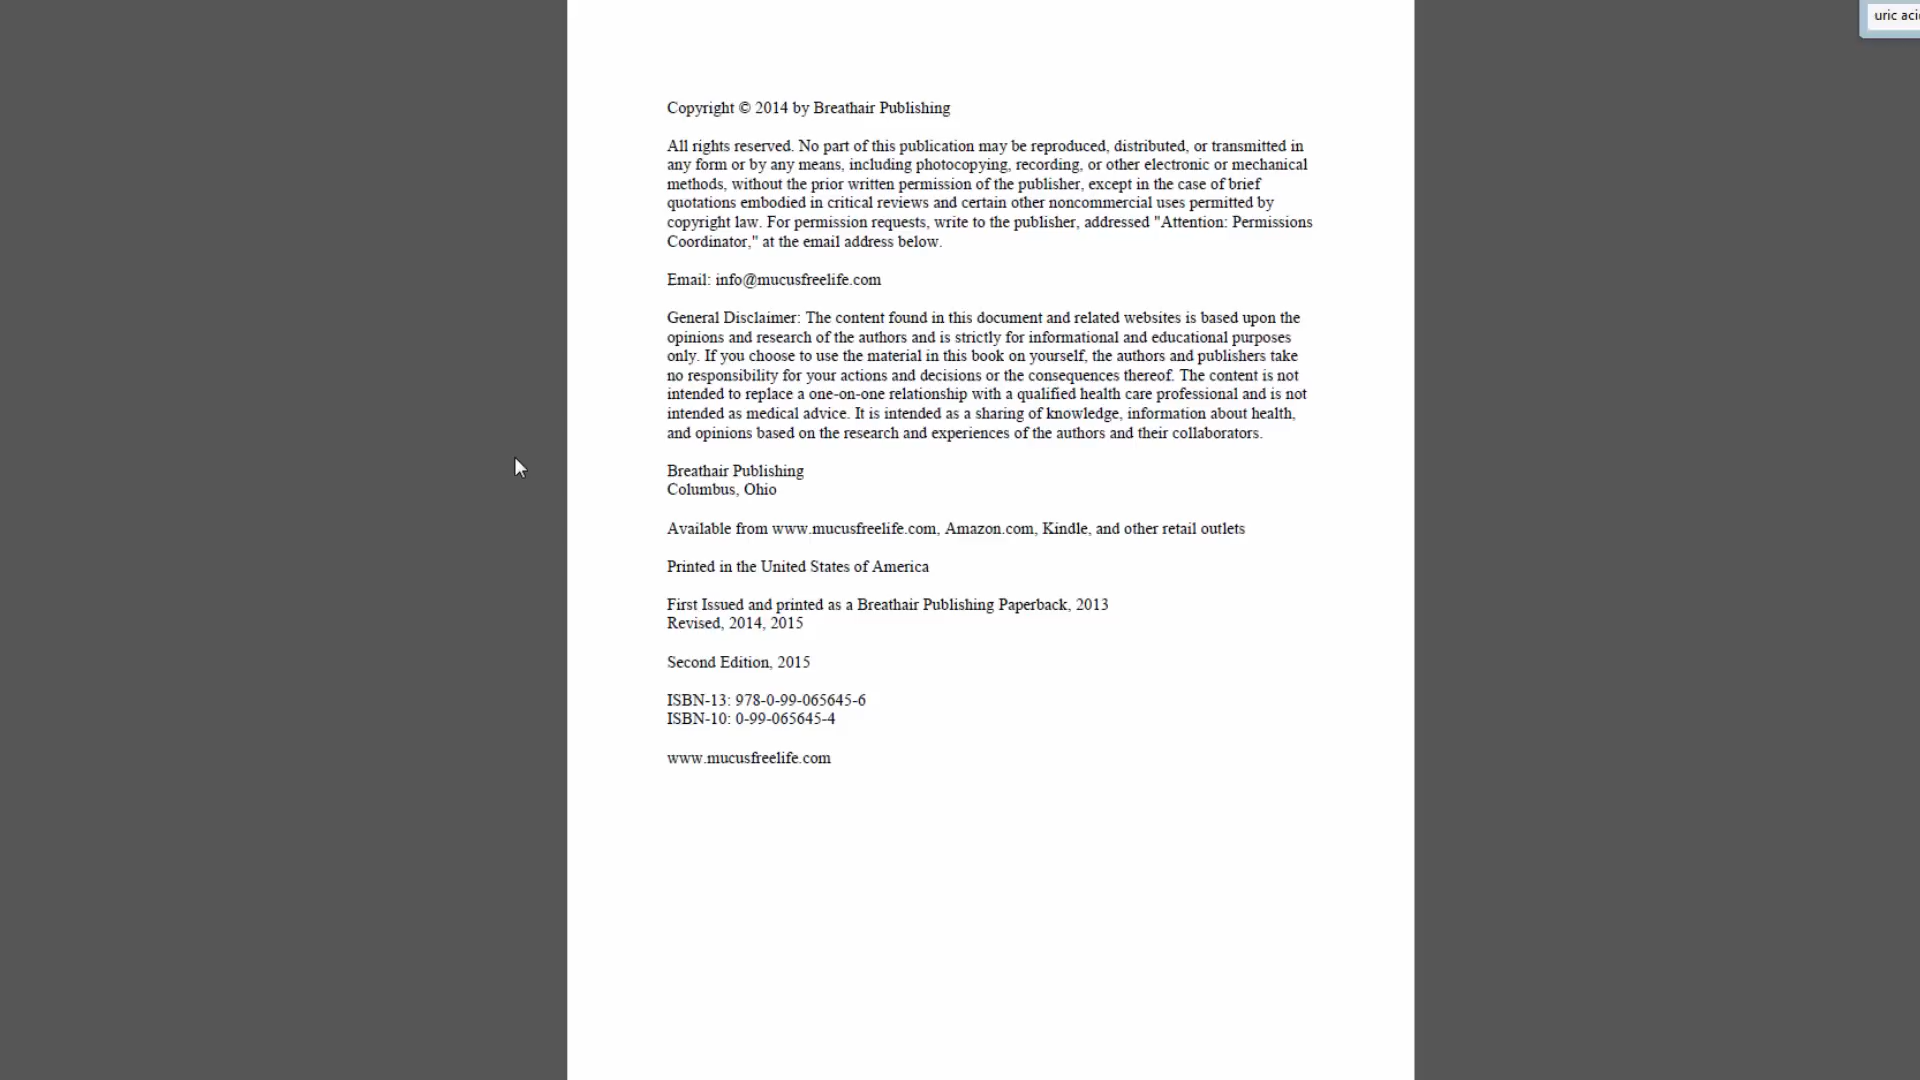 uric aci
Copyright © 2014 by Breathair Publishing
All rights reserved. No part of this publication may be reproduced, distributed, or transmitted in
any form or by any means, including photocopying, recording, or other electronic or mechanical
methods, without the prior written permission of the publisher, except in the case of brief
quotations embodied in critical reviews and certain other noncommercial uses permitted by
copyright law. For permission requests, write to the publisher, addressed "Attention: Permissions
Coordinator," at the email address below.
Email: info@mucusfreelife.com
General Disclaimer: The content found in this document and related websites is based upon the
opinions and research of the authors and is strictly for informational and educational purposes
only. If you choose to use the material in this book on yourself, the authors and publishers take
no responsibility for your actions and decisions or the consequences thereof. The content is not
intended to replace a one-on-one relationship with a qualified health care professional and is not
intended as medical advice. It is intended as a sharing of knowledge, information about health,
and opinions based on the research and experiences of the authors and their collaborators.
Breathair Publishing
Columbus, Ohio
Available from www.mucusfreelife.com, Amazon.com, Kindle, and other retail outlets
Printed in the United States of America
First Issued and printed as a Breathair Publishing Paperback, 2013
Revised, 2014, 2015
Second Edition, 2015
ISBN-13: 978-0-99-065645-6
ISBN-10: 0-99-065645-4
www.mucusfreelife.com